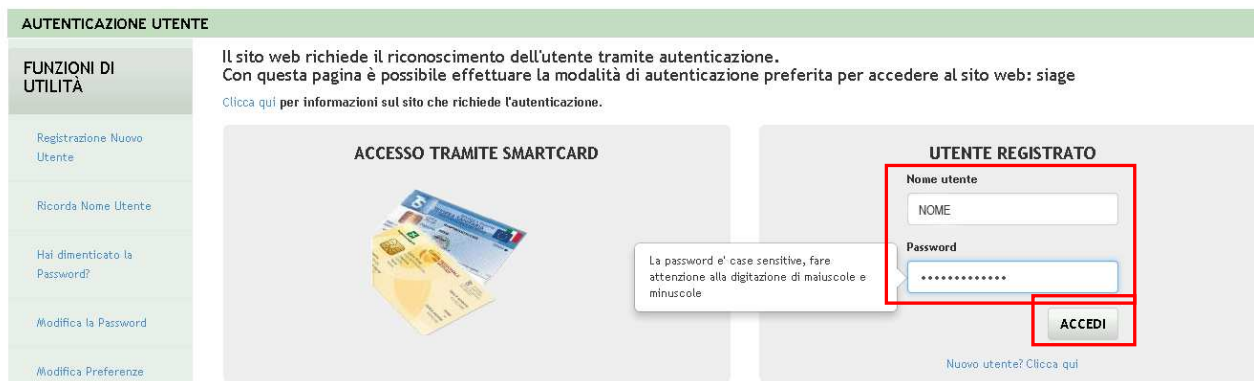 AUTENTICAZIONE UTENTE
FUNZIONI DI
UTILITÀ
Registrazione Nuovo
Utente
Ricorda Nome Utente
Hai dimenticato la
Password?
Modifica la Password
Modifica Preferenze
Il sito web richiede il riconoscimento dell'utente tramite autenticazione.
Con questa pagina è possibile effettuare la modalità di autenticazione preferita per accedere al sito web: siage
Clicca qui per informazioni sul sito che richiede l'autenticazione.
ACCESSO TRAMITE SMARTCARD
UTENTE REGISTRATO
Nome utente
NOME
Password
•••••••••••••
La password e' case sensitive, fare
attenzione alla digitazione di maiuscole e
minuscole
ACCEDI
Nuovo utente? Clicca qui